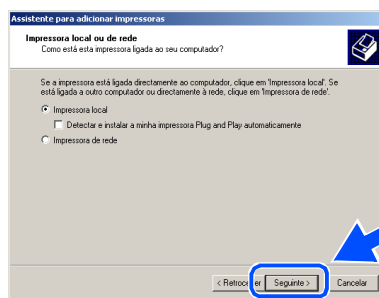 Assistente para adicionar impressoras
Impressora local ou de rede
Como está esta impressora ligada ao seu computador?
Se a impressora está ligada directamente ao computador, clique em 'Impressora local'. Se
está ligada a outro computador ou directamente à rede, clique em 'Impressora de rede'.
Impressora local
Detectar e instalar a minha impressora Plug and Play automaticamente
Impressora de rede
< Retroceder Seguinte > Cancelar